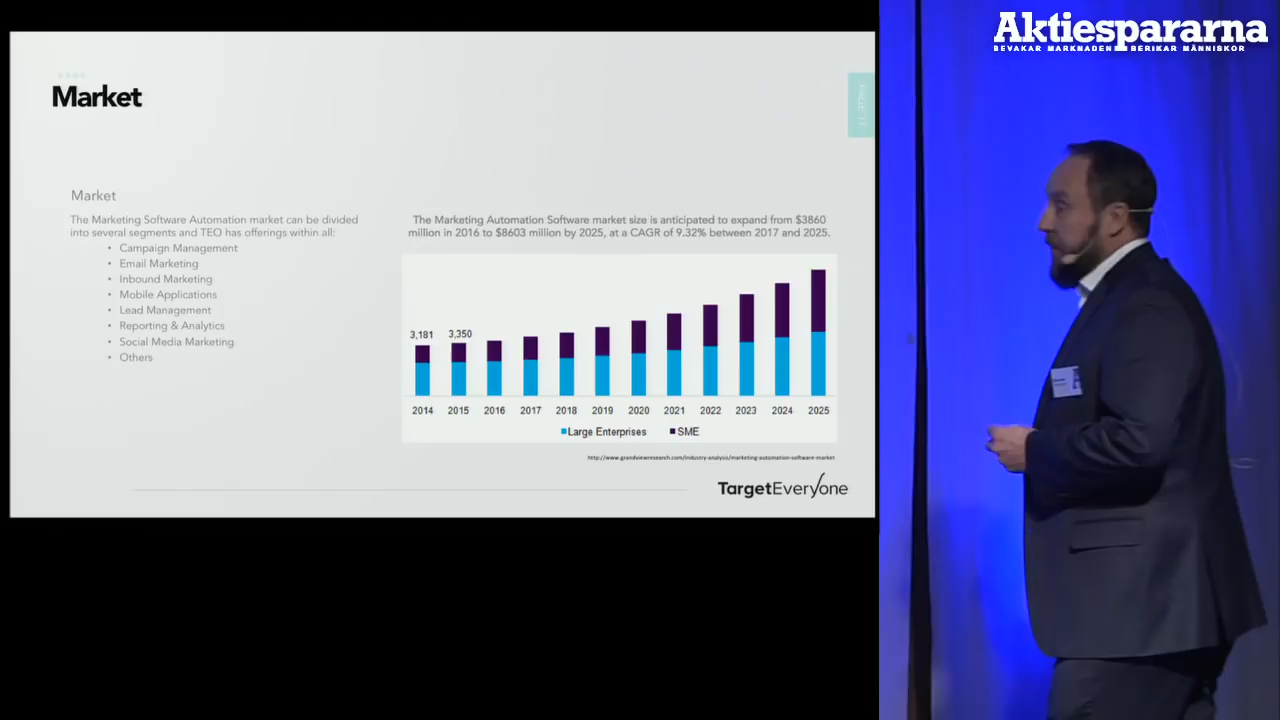 Aktiespararna
BEVAKAR MARKNADEN BERIKAR MÄNNISKOR
Market
Market
The Marketing Software Automation market can be divided
into several segments and TEO has offerings within all:
• Campaign Management
• Email Marketing
• Inbound Marketing
• Mobile Applications
• Lead Management
• Reporting & Analytics
• Social Media Marketing
• Others
The Marketing Automation Software market size is anticipated to expand from $3860
million in 2016 to $8603 million by 2025, at a CAGR of 9.32% between 2017 and 2025.
3,181 3,350
2014 2015 2016 2017 2018 2019 2020 2021 2022 2023 2024 2025
Large Enterprises SME
http://www.grandviewresearch.com/industry-analysis/marketing-automation-software-market
TargetEveryone